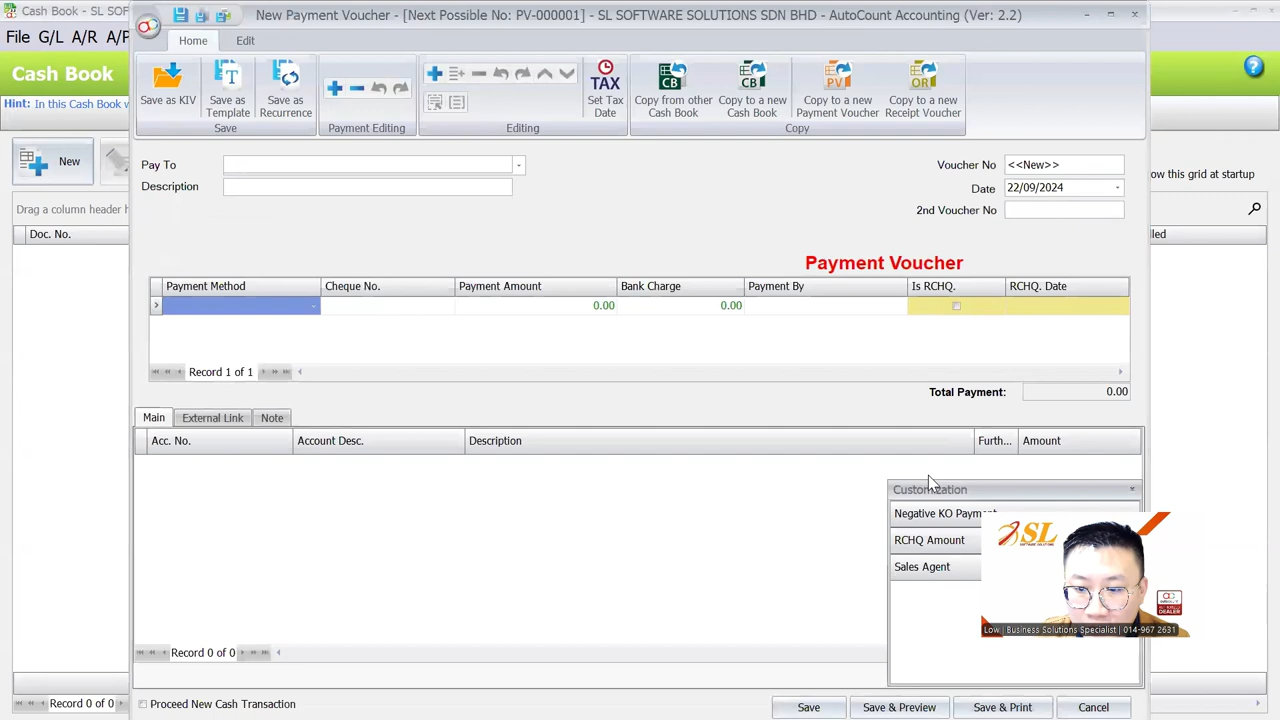 Cash Book - SL SOF
New Payment Voucher - [Next Possible No: PV-000001] - SL SOFTWARE SOLUTIONS SDN BHD - AutoCount Accounting (Ver: 2.2)
File G/L A/R A/P
Home Edit
Cash Book
Hint: In this Cash Book w
Save as KIV
Save as Template
Save as Recurrence
Set Tax Date
TAX
Copy from other Cash Book
Copy to a new Cash Book
Copy to a new Payment Voucher
Copy to a new Receipt Voucher
CB CB PV OR
Save Payment Editing Editing Copy
New
Pay To
Voucher No <<New>>
ow this grid at startup
Description
Date 22/09/2024
2nd Voucher No
Drag a column header h
Doc. No.
lled
Payment Voucher
Payment Method Cheque No. Payment Amount Bank Charge Payment By Is RCHQ. RCHQ. Date
0.00 0.00
Record 1 of 1
Total Payment: 0.00
Main External Link Note
Acc. No. Account Desc. Description Furth... Amount
Customization
Negative KO Payment
RCHQ Amount
Sales Agent
SL
SOFTWARE SOLUTIONS
Low | Business Solutions Specialist | 014-967 2631
Record 0 of 0
Record 0 of 0
Proceed New Cash Transaction
Save Save & Preview Save & Print Cancel